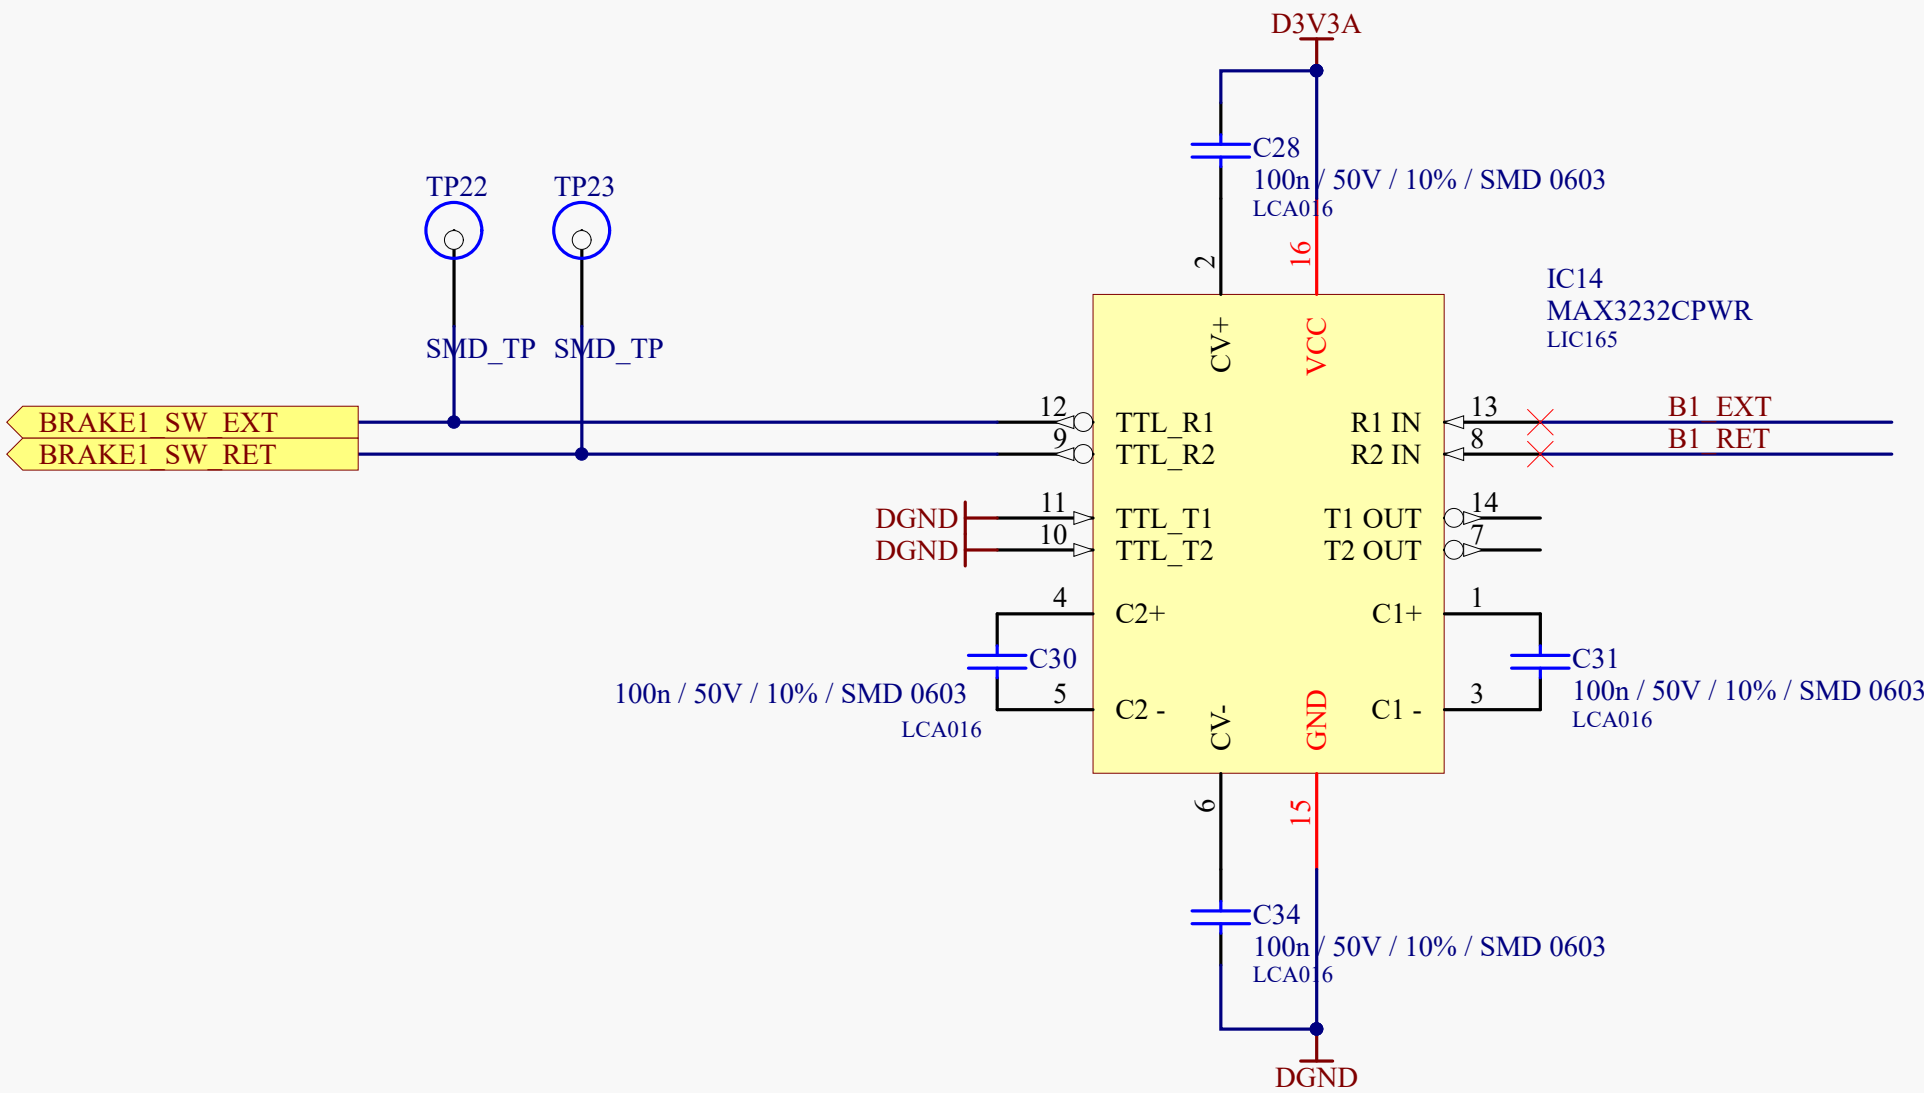 D3V3A
C28
100n / 50V / 10% / SMD 0603
LCA016
TP22
TP23
SMD_TP
SMD_TP
2
16
IC14
MAX3232CPWR
LIC165
CV+
VCC
BRAKE1_SW_EXT
12
TTL_R1
R1 IN
13
B1_EXT
BRAKE1_SW_RET
9
TTL_R2
R2 IN
8
B1_RET
DGND
11
TTL_T1
T1 OUT
14
DGND
10
TTL_T2
T2 OUT
7
4
C2+
C1+
1
C30
100n / 50V / 10% / SMD 0603
LCA016
C31
100n / 50V / 10% / SMD 0603
LCA016
5
C2 -
C1 -
3
CV-
GND
6
15
C34
100n / 50V / 10% / SMD 0603
LCA016
DGND